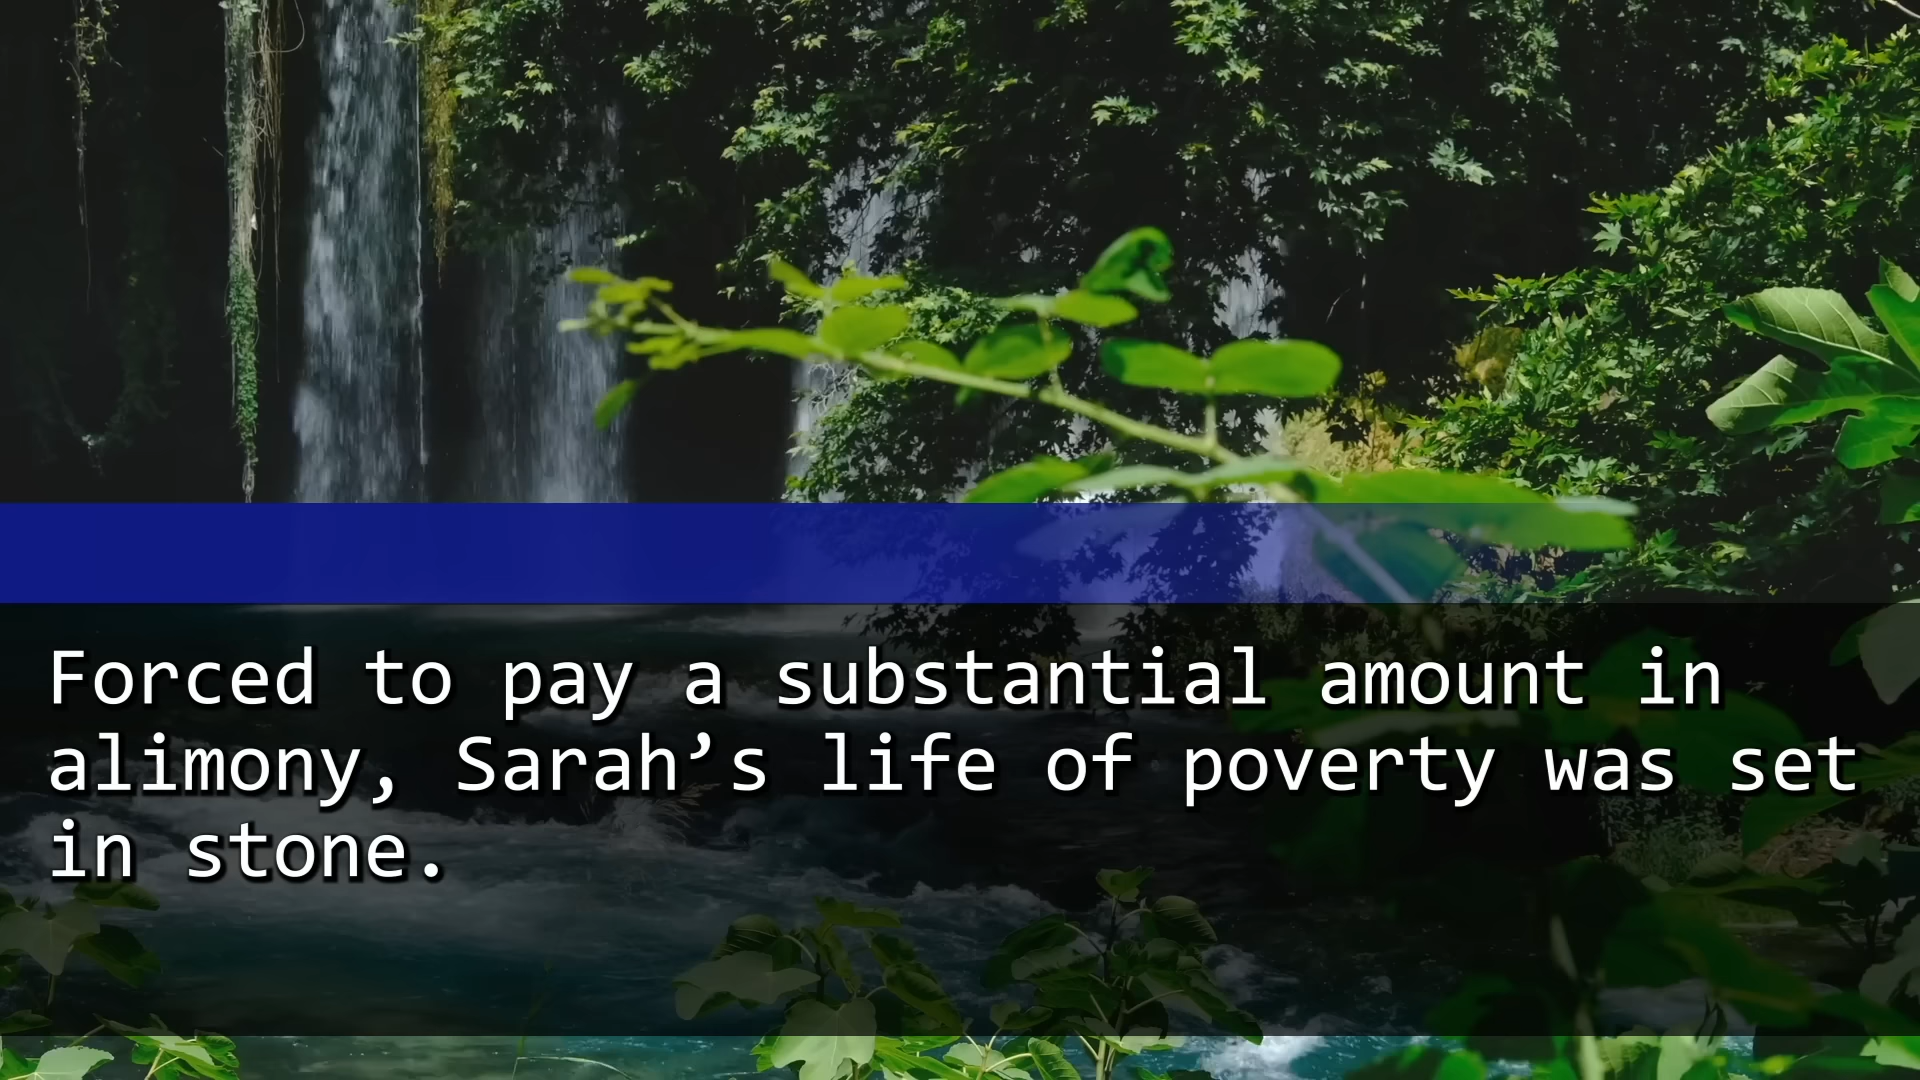 Forced to pay a substantial amount in
alimony, Sarah’s life of poverty was set
in stone.